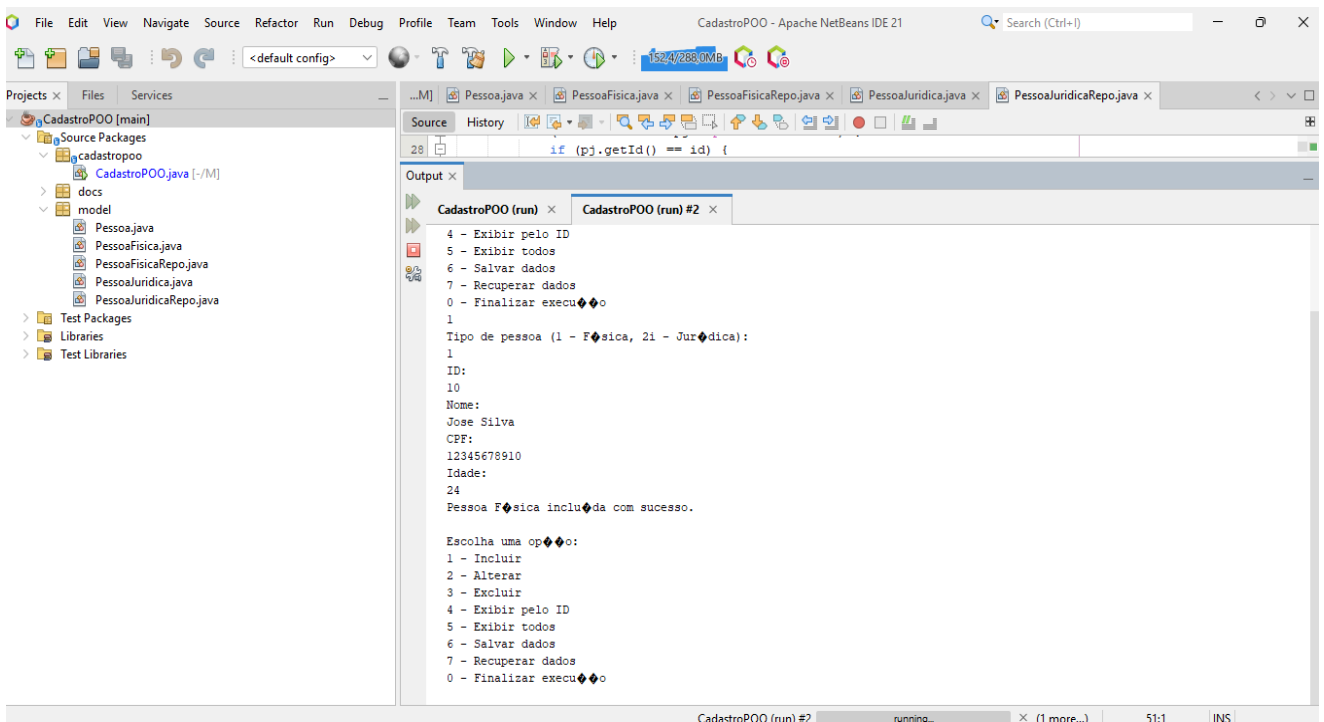 File Edit View Navigate Source Refactor Run Debug Profile Team Tools Window Help CadastroPOO - Apache NetBeans IDE 21 Search (Ctrl+I)
<default config> 152,4/288,0MB
Projects Files Services
...M] Pessoa.java PessoaFisica.java PessoaFisicaRepo.java PessoaJuridica.java PessoaJuridicaRepo.java
CadastroPOO [main]
Source Packages
cadastropoo
CadastroPOO.java [-/M]
docs
model
Pessoa.java
PessoaFisica.java
PessoaFisicaRepo.java
PessoaJuridica.java
PessoaJuridicaRepo.java
Test Packages
Libraries
Test Libraries
Source History
28 if (pj.getId() == id) {
Output
CadastroPOO (run) CadastroPOO (run) #2
4 - Exibir pelo ID
5 - Exibir todos
6 - Salvar dados
7 - Recuperar dados
0 - Finalizar execu��o
1
Tipo de pessoa (1 - F�sica, 2i - Jur�dica):
1
ID:
10
Nome:
Jose Silva
CPF:
12345678910
Idade:
24
Pessoa F�sica inclu�da com sucesso.
Escolha uma op��o:
1 - Incluir
2 - Alterar
3 - Excluir
4 - Exibir pelo ID
5 - Exibir todos
6 - Salvar dados
7 - Recuperar dados
0 - Finalizar execu��o
CadastroPOO (run) #2 running... (1 more...) 51:1 INS